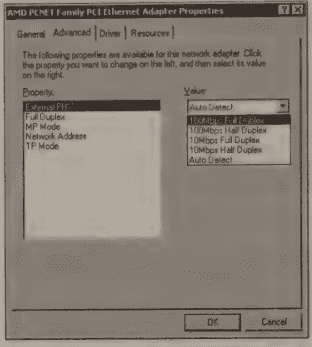 AMD PCNET Family PCI Ethernet Adapter Properties
General Advanced Driver Resources
The following properties are available for this network adapter. Click
the property you want to change on the left, and then select its value
on the right.
Property: Value:
External PHY Auto Detect
Full Duplex 100Mbps Full Duplex
MP Mode 100Mbps Half Duplex
Network Address 10Mbps Full Duplex
TP Mode 10Mbps Half Duplex
Auto Detect
OK Cancel